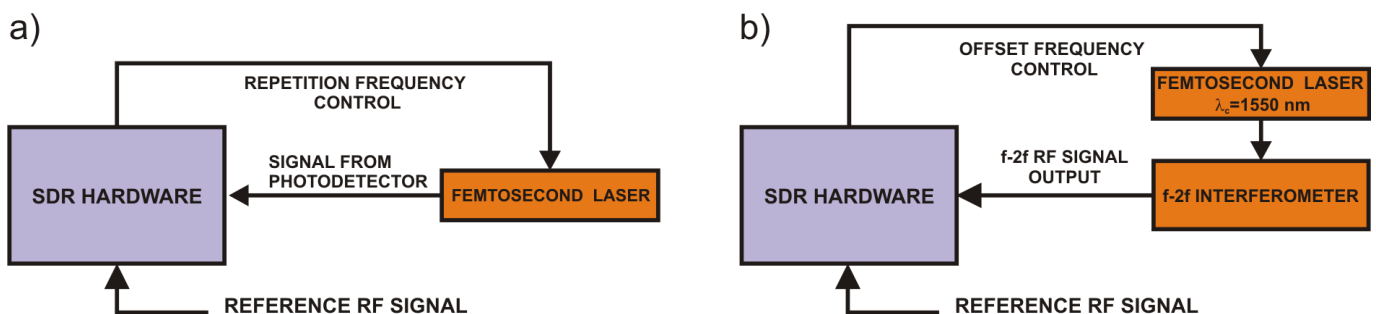 a)
REPETITION FREQUENCY
CONTROL
SDR HARDWARE
SIGNAL FROM
PHOTODETECTOR
FEMTOSECOND LASER
REFERENCE RF SIGNAL
b)
OFFSET FREQUENCY
CONTROL
FEMTOSECOND LASER
λc=1550 nm
SDR HARDWARE
f-2f RF SIGNAL
OUTPUT
f-2f INTERFEROMETER
REFERENCE RF SIGNAL